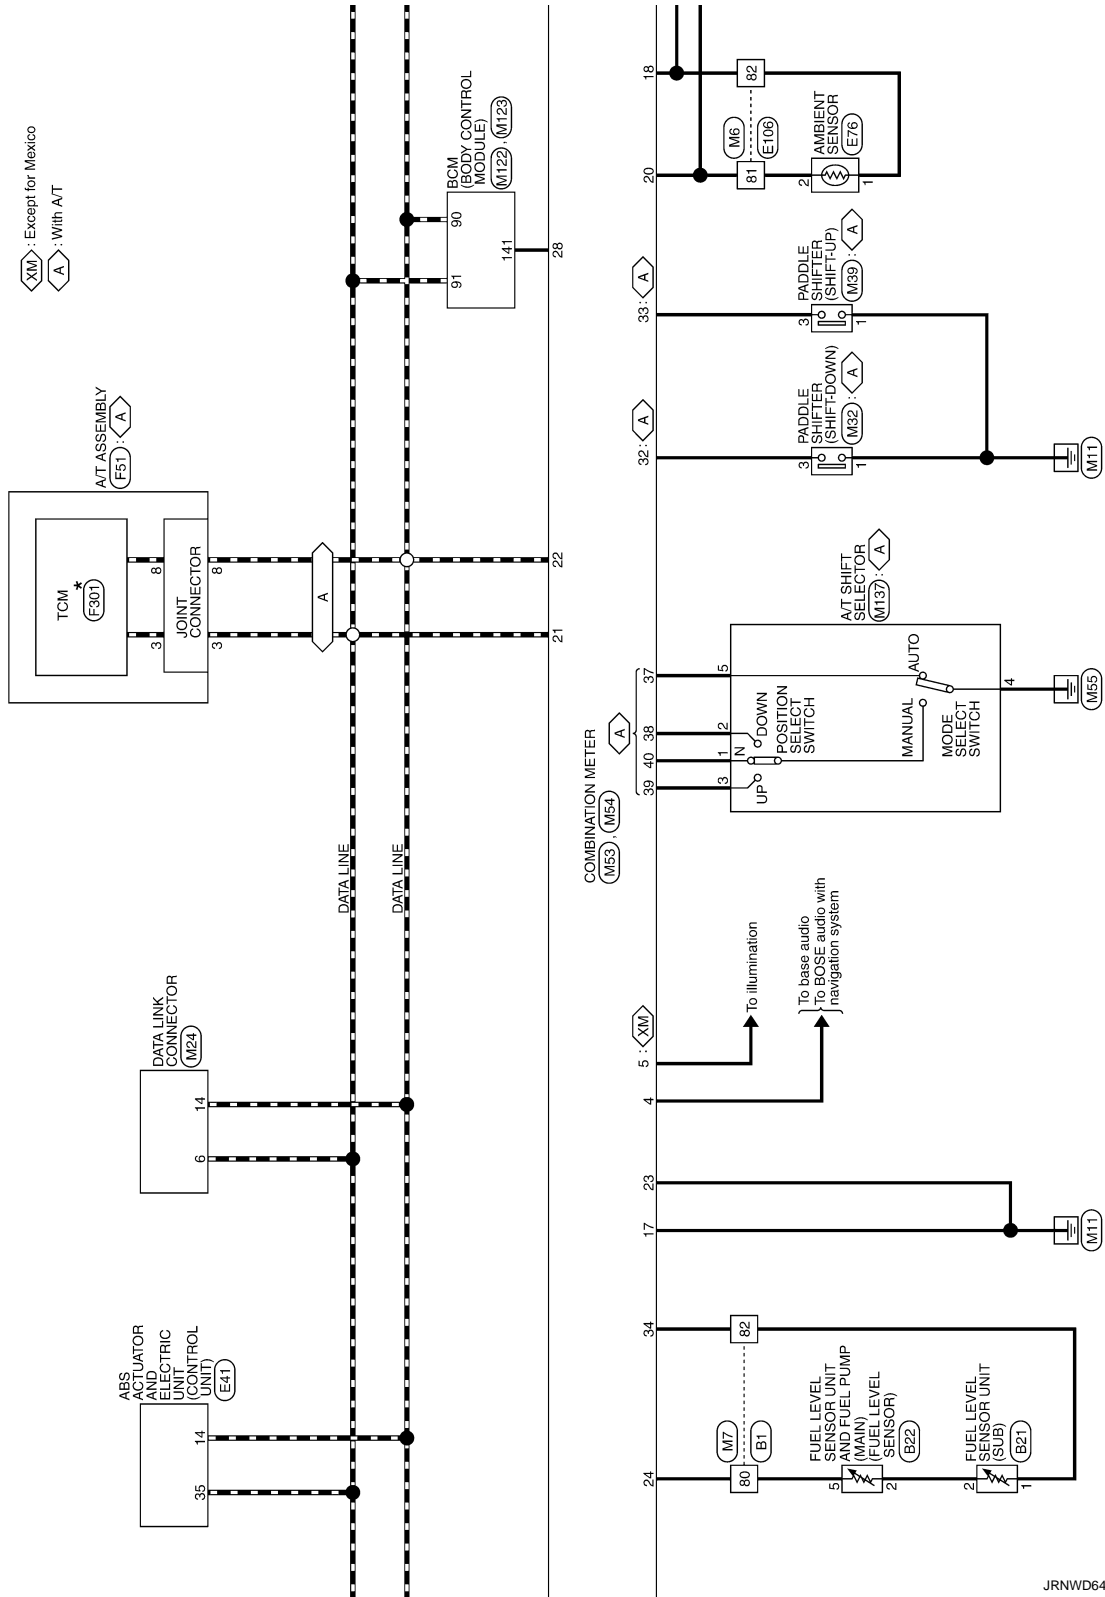 XM : Except for Mexico
A : With A/T
ABS
ACTUATOR
AND
ELECTRIC
UNIT
(CONTROL
UNIT)
E41
35
14
DATA LINK
CONNECTOR
M24
6
14
A/T ASSEMBLY
F51 : A
TCM
*
F301
3
8
JOINT
CONNECTOR
3
8
A
DATA LINE
DATA LINE
BCM
(BODY CONTROL
MODULE)
M122 , M123
91
90
141
21
22
28
COMBINATION METER
M53 , M54
24
34
17
23
4
5 : XM
39
40
38
37
A
32 : A
33 : A
20
18
80
82
M7
B1
5
2
FUEL LEVEL
SENSOR UNIT
AND FUEL PUMP
(MAIN)
(FUEL LEVEL
SENSOR)
B22
2
1
FUEL LEVEL
SENSOR UNIT
(SUB)
B21
M11
To illumination
To base audio
To BOSE audio with
navigation system
3
1
2
5
UP
N
DOWN
POSITION
SELECT
SWITCH
MANUAL
AUTO
MODE
SELECT
SWITCH
4
A/T SHIFT
SELECTOR
M137 : A
M55
3
1
PADDLE
SHIFTER
(SHIFT-DOWN)
M32 : A
3
1
PADDLE
SHIFTER
(SHIFT-UP)
M39 : A
M11
81
82
M6
E106
2
1
AMBIENT
SENSOR
E76
JRNWD64